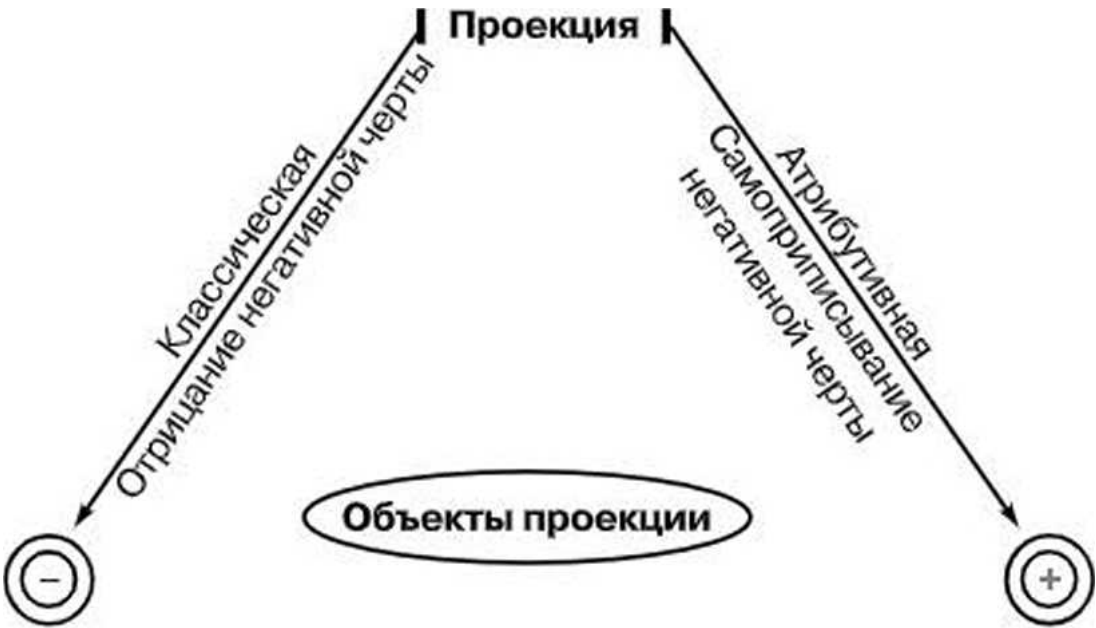 Проекция
Классическая
Отрицание негативной черты
Атрибутивная
Самоприписывание
негативной черты
Объекты проекции
−
+